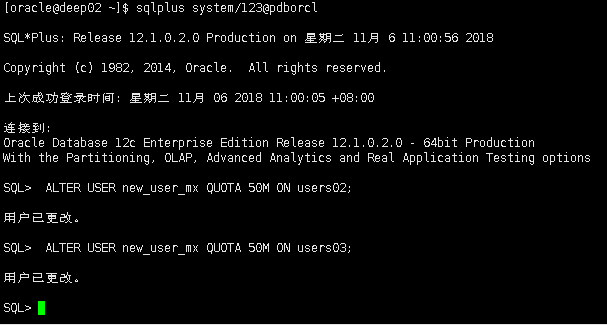 [oracle@deep02 ~]$ sqlplus system/123@pdborcl
SQL*Plus: Release 12.1.0.2.0 Production on 星期二 11月 6 11:00:56 2018
Copyright (c) 1982, 2014, Oracle.  All rights reserved.
上次成功登录时间: 星期二 11月 06 2018 11:00:05 +08:00
连接到:
Oracle Database 12c Enterprise Edition Release 12.1.0.2.0 - 64bit Production
With the Partitioning, OLAP, Advanced Analytics and Real Application Testing options
SQL>  ALTER USER new_user_mx QUOTA 50M ON users02;
用户已更改。
SQL>  ALTER USER new_user_mx QUOTA 50M ON users03;
用户已更改。
SQL>